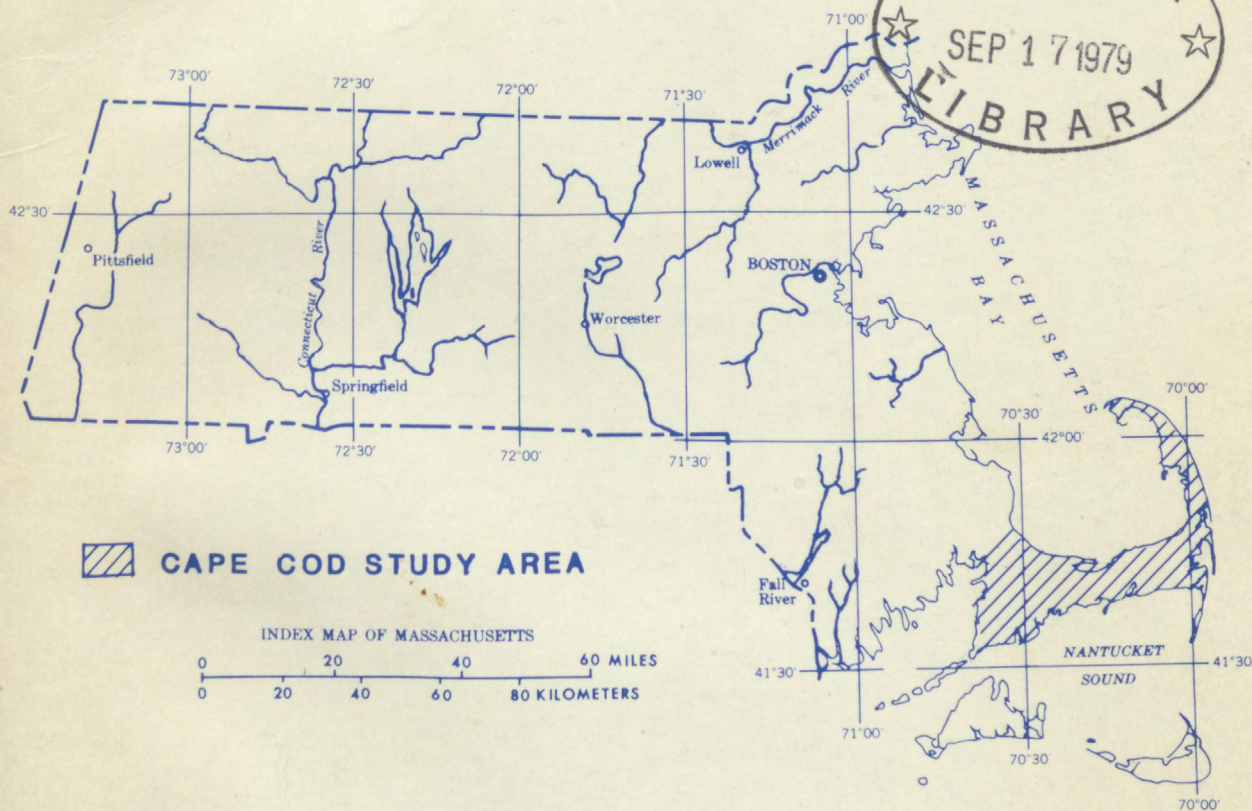 SEP 17 1979
LIBRARY
71°00'
73°00'
72°30'
72°00'
71°30'
Merrimack River
Lowell
42°30'
42°30'
MASSACHUSETTS
BAY
Pittsfield
Connecticut River
BOSTON
Worcester
Springfield
70°00'
70°30'
42°00'
73°00'
72°30'
72°00'
71°30'
CAPE COD STUDY AREA
Fall
River
INDEX MAP OF MASSACHUSETTS
0 20 40 60 MILES
0 20 40 60 80 KILOMETERS
NANTUCKET
SOUND
41°30'
41°30'
71°00'
70°30'
70°00'